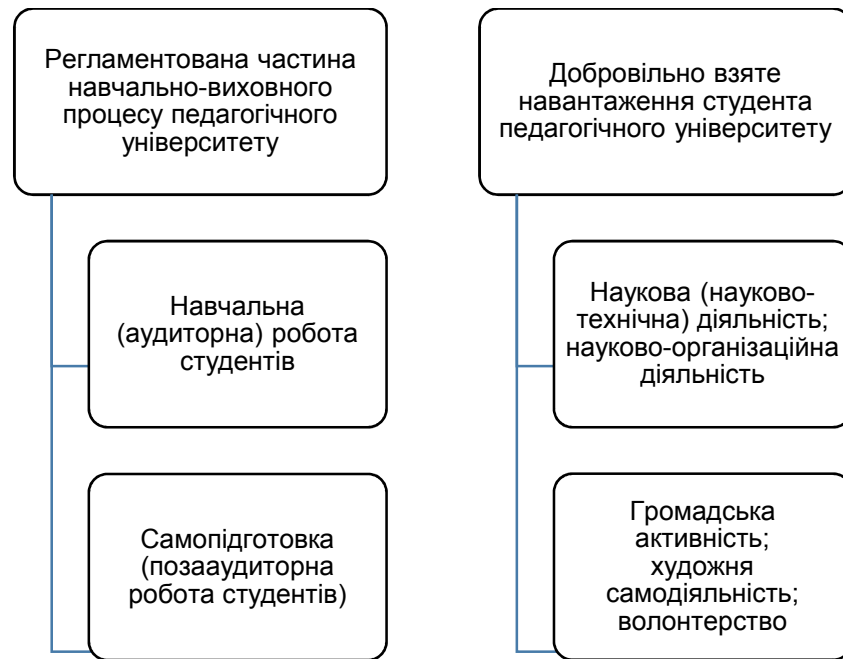 Регламентована частина
навчально-виховного
процесу педагогічного
університету
Навчальна
(аудиторна) робота
студентів
Самопідготовка
(позааудиторна
робота студентів)
Добровільно взяте
навантаження студента
педагогічного університету
Наукова (науково-
технічна) діяльність;
науково-організаційна
діяльність
Громадська
активність;
художня
самодіяльність;
волонтерство